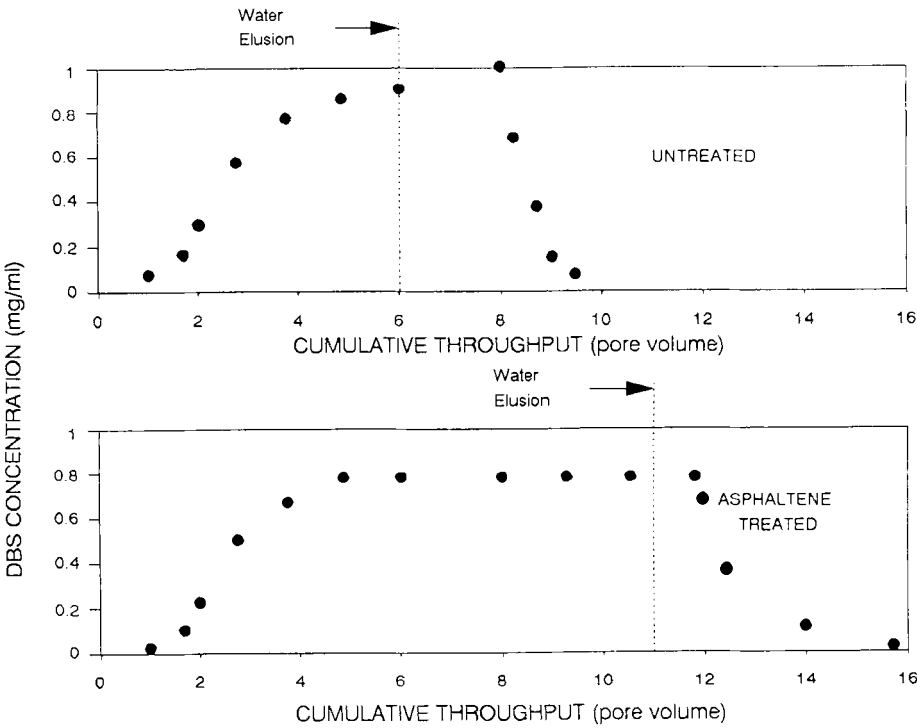 Water
Elusion
1
0.8
0.6
0.4
0.2
0
UNTREATED
0 2 4 6 8 10 12 14 16
CUMULATIVE THROUGHPUT (pore volume)
DBS CONCENTRATION (mg/ml)
Water
Elusion
1
0.8
0.6
0.4
0.2
0
ASPHALTENE
TREATED
0 2 4 6 8 10 12 14 16
CUMULATIVE THROUGHPUT (pore volume)